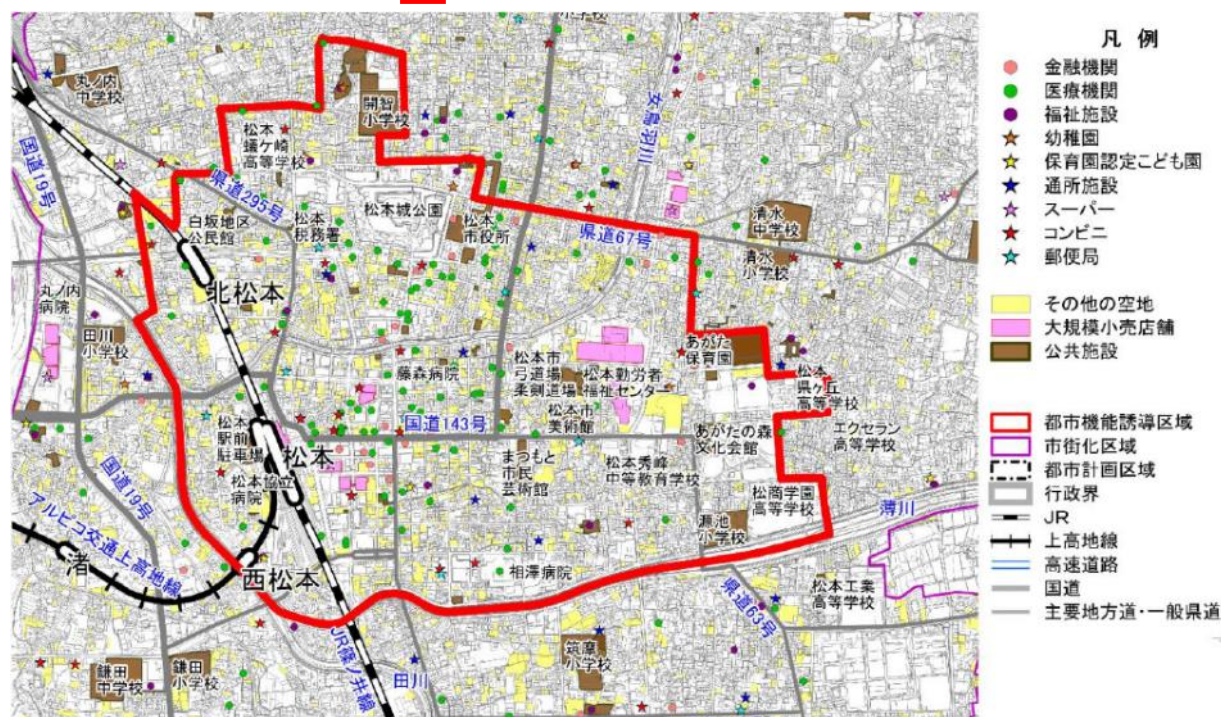 小学校
丸ノ内
中学校
開智
小学校
女鳥羽川
国道19号
松本
蟻ケ崎
高等学校
県道295号
白坂地区
公民館
松本
税務署
松本城公園
松本
市役所
県道67号
清水
中学校
清水
小学校
丸ノ内
病院
北松本
田川
小学校
あがた
保育園
藤森病院
松本市
弓道場
柔剣道場
松本勤労者
福祉センター
松本
県ケ丘
高等学校
松本市
美術館
国道143号
松本
駅前
駐車場
松本
あがたの森
文化会館
エクセラン
高等学校
まつもと
市民
芸術館
松本秀峰
中等教育学校
松本協立
病院
国道19号
アルピコ交通上高地線
松商学園
高等学校
薄川
源池
小学校
渚
西松本
相澤病院
県道63号
松本工業
高等学校
JR篠ノ井線
筑摩
小学校
鎌田
中学校
鎌田
小学校
田川
凡 例
金融機関
医療機関
福祉施設
幼稚園
保育園認定こども園
通所施設
スーパー
コンビニ
郵便局
その他の空地
大規模小売店舗
公共施設
都市機能誘導区域
市街化区域
都市計画区域
行政界
JR
上高地線
高速道路
国道
主要地方道・一般県道